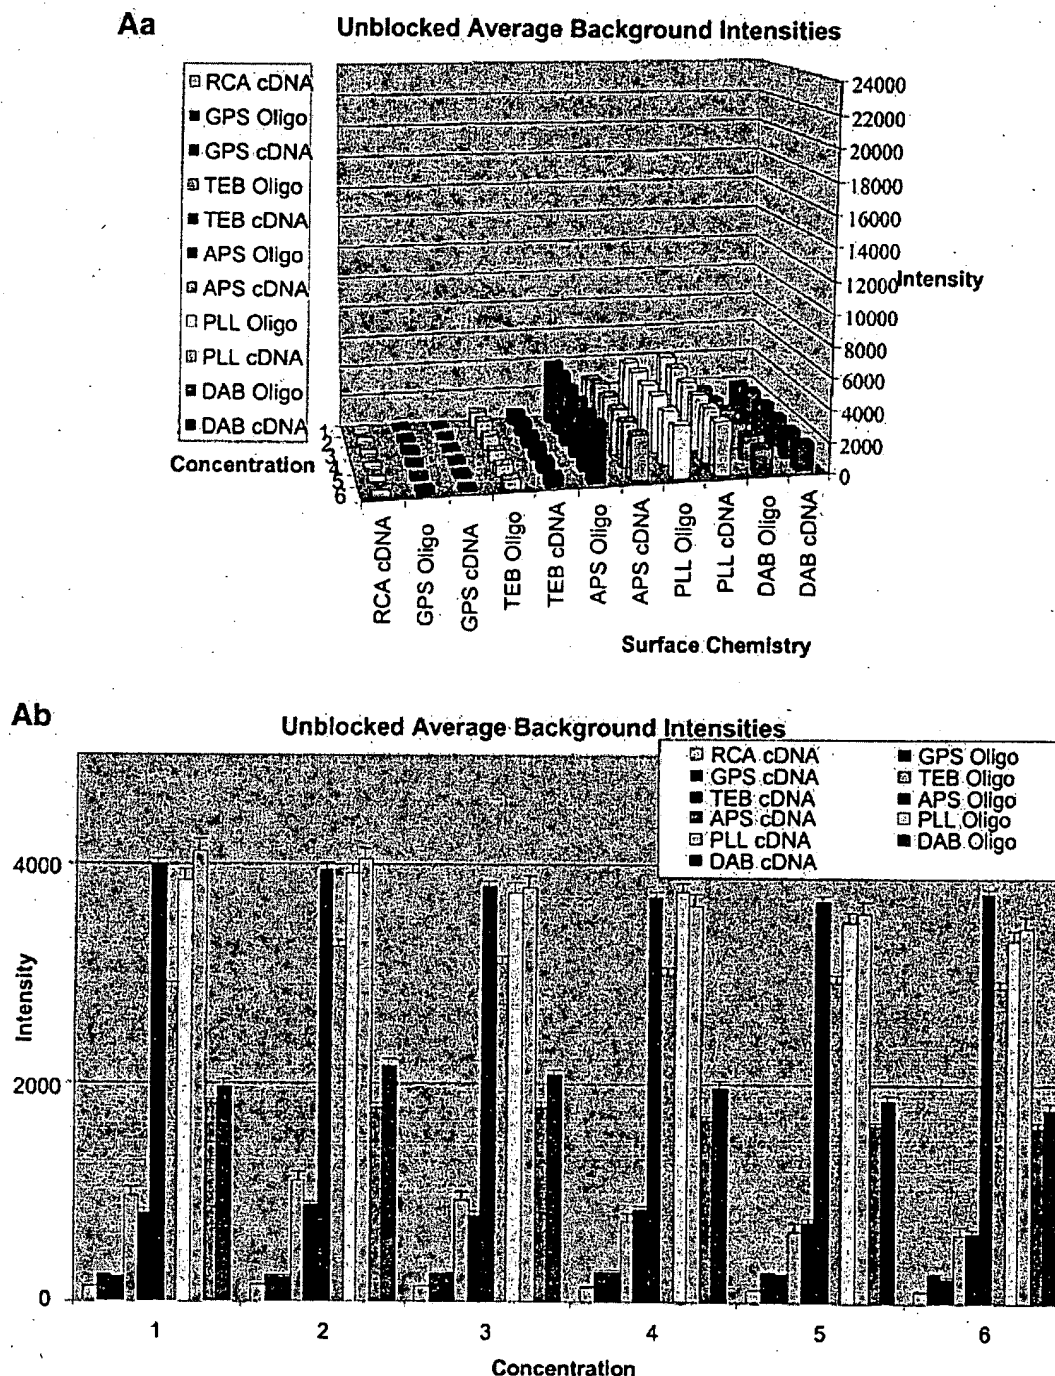 Aa
Unblocked Average Background Intensities
RCA cDNA
GPS Oligo
GPS cDNA
TEB Oligo
TEB cDNA
APS Oligo
APS cDNA
PLL Oligo
PLL cDNA
DAB Oligo
DAB cDNA
24000
22000
20000
18000
16000
14000
12000
10000
8000
6000
4000
2000
0
Intensity
Concentration
1
2
3
4
5
6
RCA cDNA
GPS Oligo
GPS cDNA
TEB Oligo
TEB cDNA
APS Oligo
APS cDNA
PLL Oligo
PLL cDNA
DAB Oligo
DAB cDNA
Surface Chemistry
Ab
Unblocked Average Background Intensities
RCA cDNA GPS Oligo
GPS cDNA TEB Oligo
TEB cDNA APS Oligo
APS cDNA PLL Oligo
PLL cDNA DAB Oligo
DAB cDNA
4000
2000
0
Intensity
1 2 3 4 5 6
Concentration